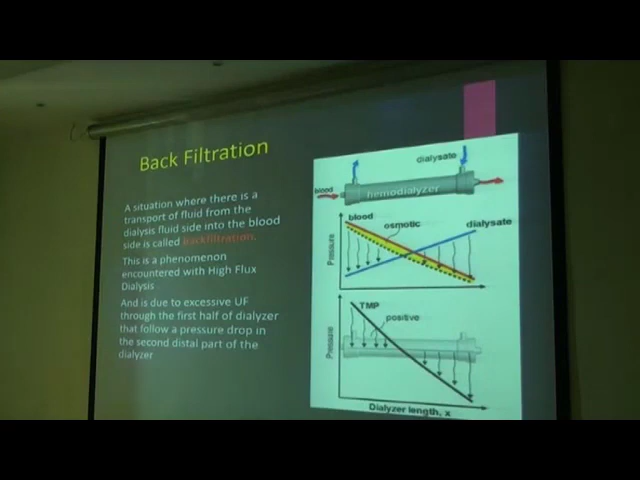 Back Filtration
A situation where there is a
transport of fluid from the
dialysis fluid side into the blood
side is called Backfiltration.
This is a phenomenon
encountered with High Flux
Dialysis
And is due to excessive UF
through the first half of dialyzer
that follow a pressure drop in
the second distal part of the
dialyzer
dialysate
blood
hemodialyzer
blood
osmotic
dialysate
Pressure
TMP
positive
Pressure
Dialyzer length, x